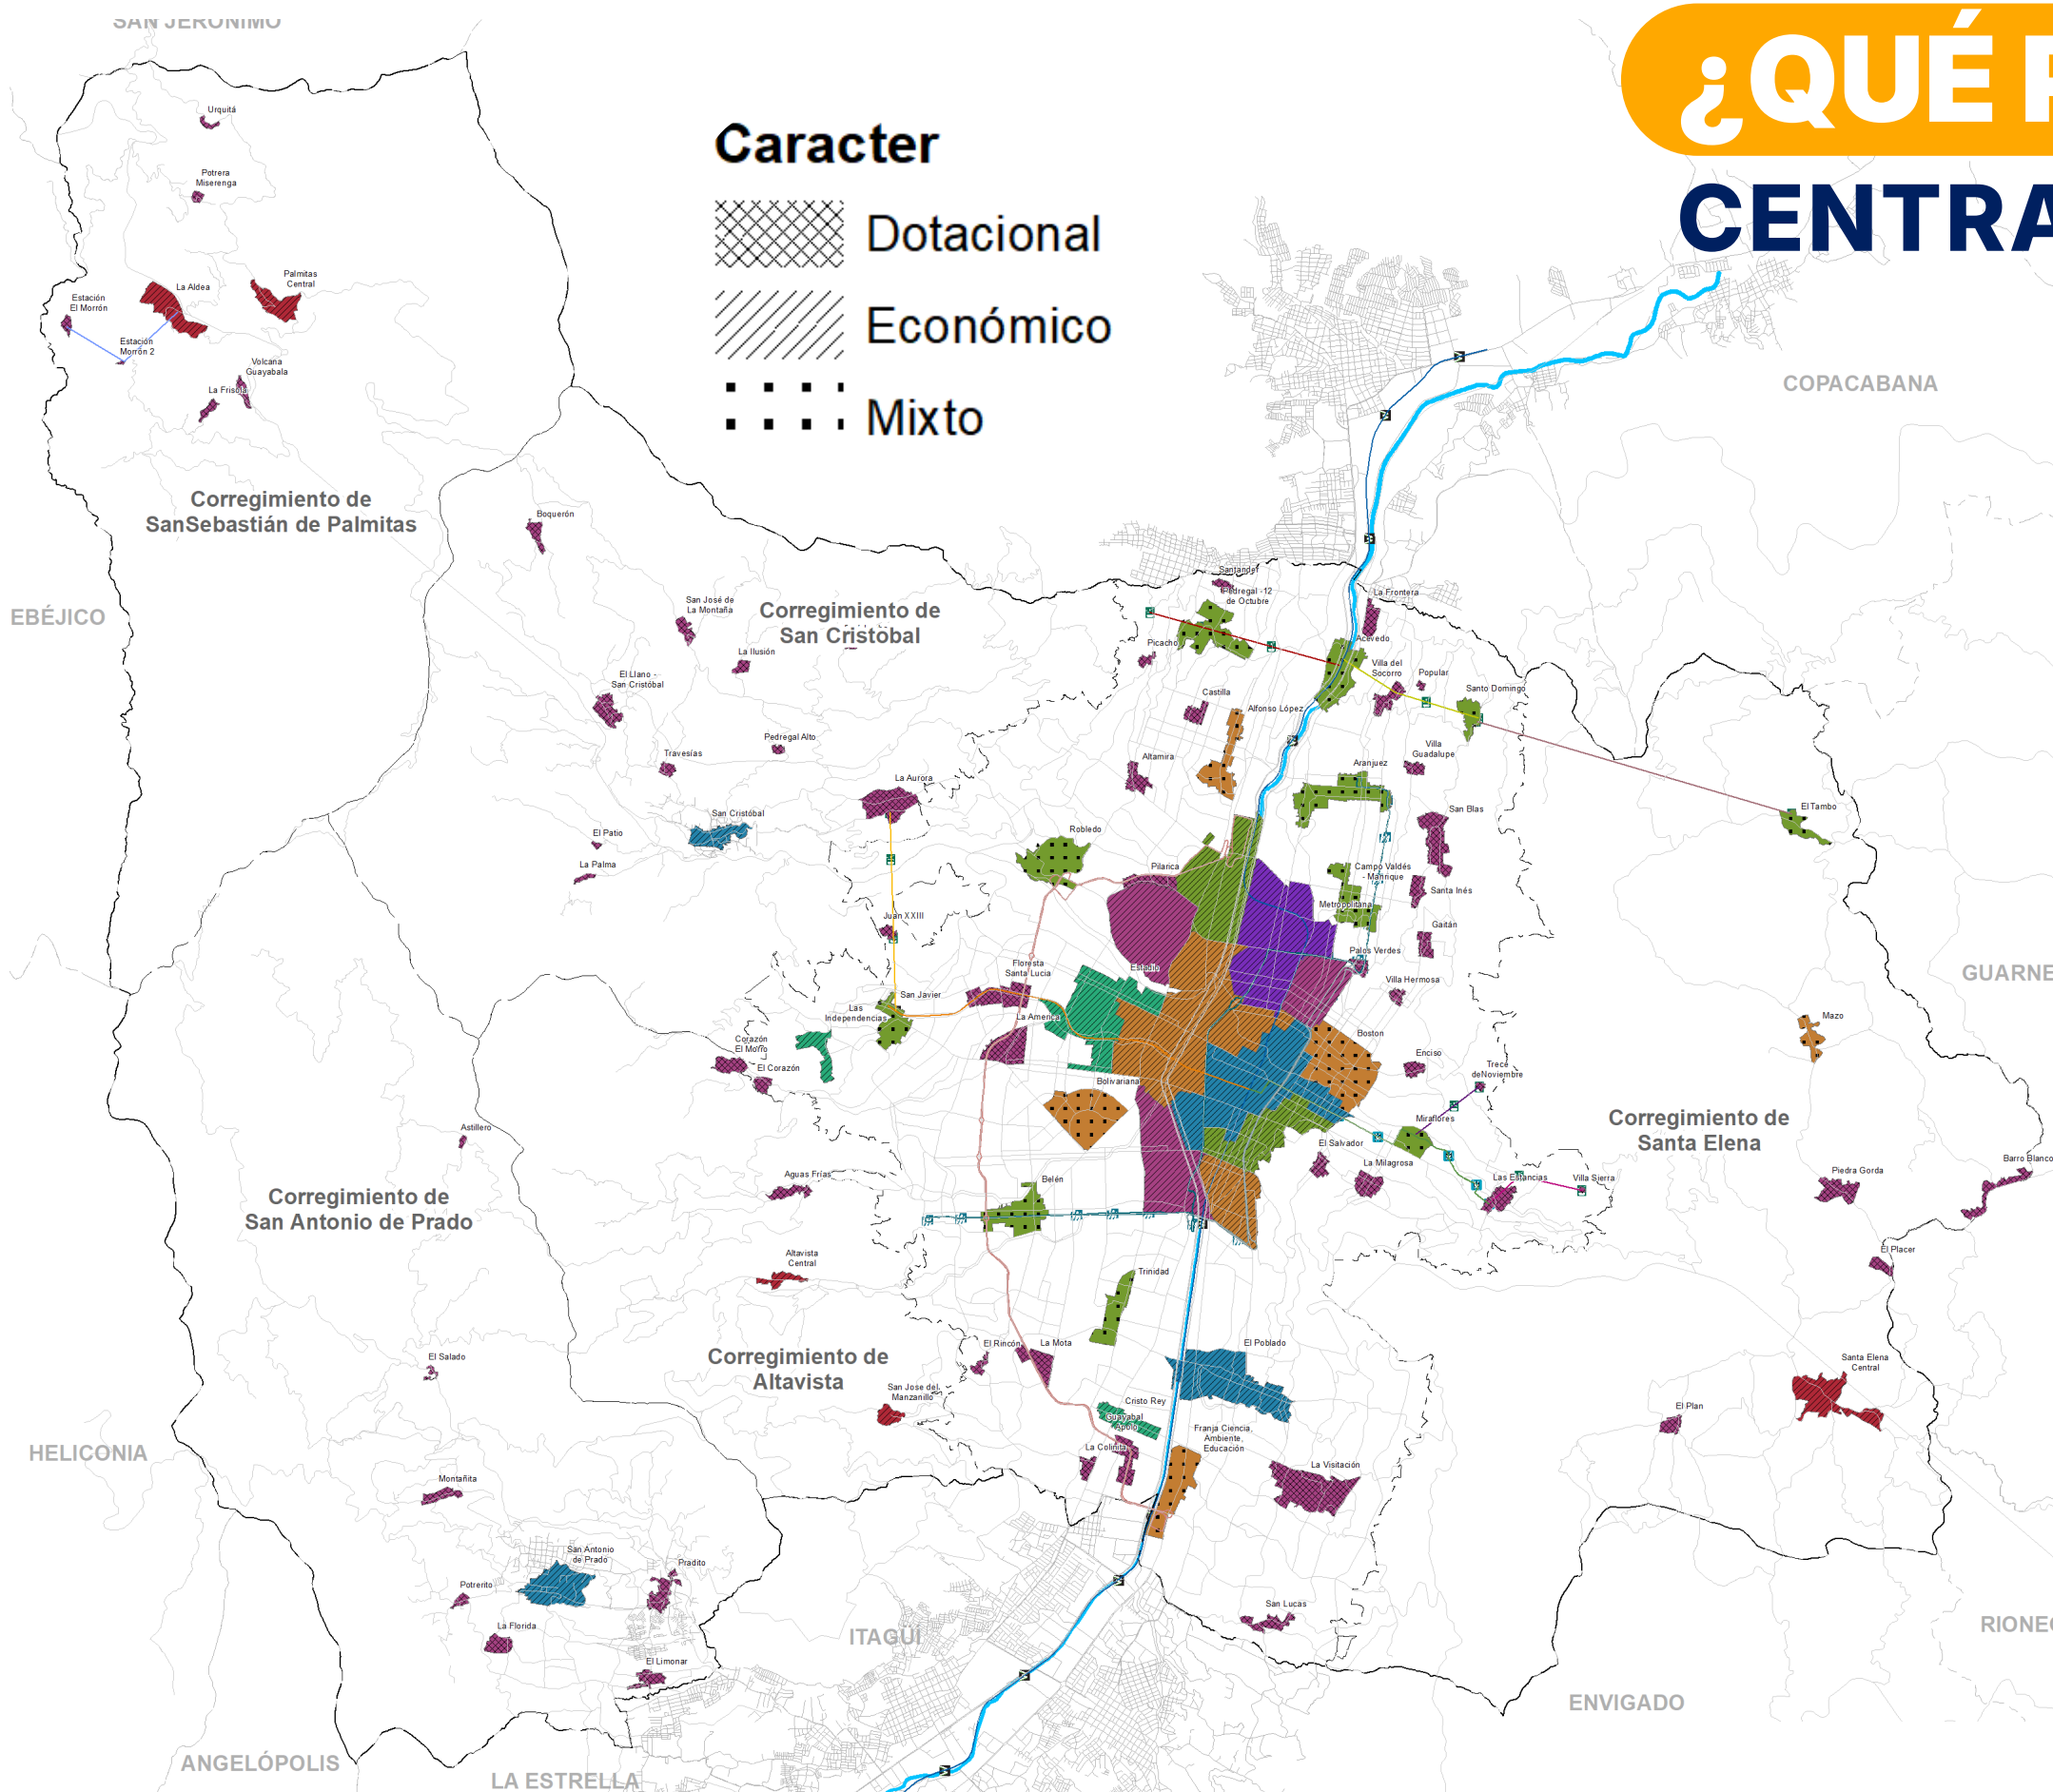 SAN JERÓNIMO
¿QUÉ
CENTRA
Caracter
Dotacional
Económico
Mixto
Urquitá
Potrera
Miserenga
Palmitas
Central
La Aldea
Estación
El Morrón
Estación
Morrón 2
Volcana
Guayabala
La Frisola
COPACABANA
Corregimiento de
SanSebastián de Palmitas
Boquerón
EBÉJICO
San José de
La Montaña
Corregimiento de
San Cristóbal
La Ilusión
El Llano -
San Cristóbal
Pedregal Alto
Travesías
La Aurora
San Cristóbal
El Patio
La Palma
Santander
Pedregal -12
de Octubre
La Frontera
Picacho
Acevedo
Villa del
Socorro
Popular
Santo Domingo
Castilla
Alfonso López
Villa
Guadalupe
Altamira
Aranjuez
San Blas
El Tambo
Robledo
Pilarica
Campo Valdés
- Manrique
Santa Inés
Metropolitana
Gaitán
Juan XXIII
Palos Verdes
Floresta
Santa Lucia
Estadio
GUARNE
Villa Hermosa
San Javier
Las
Independencias
La America
Mazo
Boston
Corazón
El Morro
El Corazón
Enciso
Trece
deNoviembre
Bolivariana
Miraflores
Corregimiento de
Santa Elena
Astillero
El Salvador
La Milagrosa
Barro Blanco
Aguas Frías
Las Estancias
Villa Sierra
Piedra Gorda
Belén
Corregimiento de
San Antonio de Prado
Altavista
Central
El Placer
Trinidad
El Rincón
La Mota
El Poblado
El Salado
Corregimiento de
Altavista
Santa Elena
Central
San Jose del
Manzanillo
Cristo Rey
Guayabal
El Plan
Franja Ciencia,
Ambiente,
Educación
La Colinita
HELICONIA
La Visitación
Montañita
San Antonio
de Prado
Pradito
Potrerito
San Lucas
La Florida
ITAGÜÍ
RIONEG
El Limonar
ENVIGADO
ANGELÓPOLIS
LA ESTRELLA